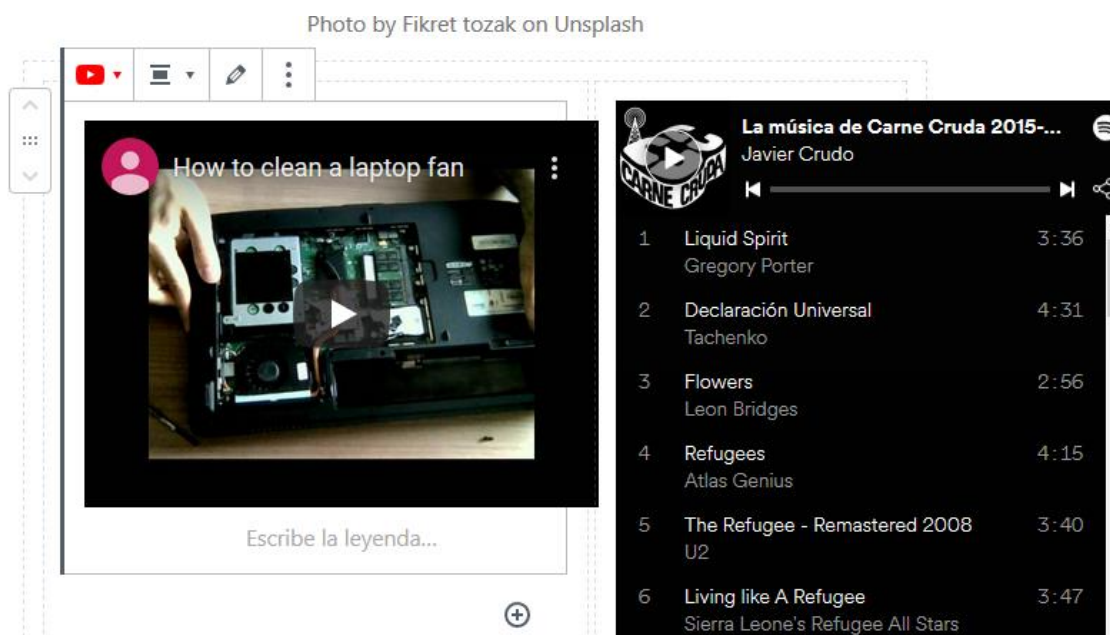 Photo by Fikret tozak on Unsplash
How to clean a laptop fan
Escribe la leyenda...
CARNE CRUDA
La música de Carne Cruda 2015-...
Javier Crudo
1 Liquid Spirit 3:36
Gregory Porter
2 Declaración Universal 4:31
Tachenko
3 Flowers 2:56
Leon Bridges
4 Refugees 4:15
Atlas Genius
5 The Refugee - Remastered 2008 3:40
U2
6 Living like A Refugee 3:47
Sierra Leone's Refugee All Stars